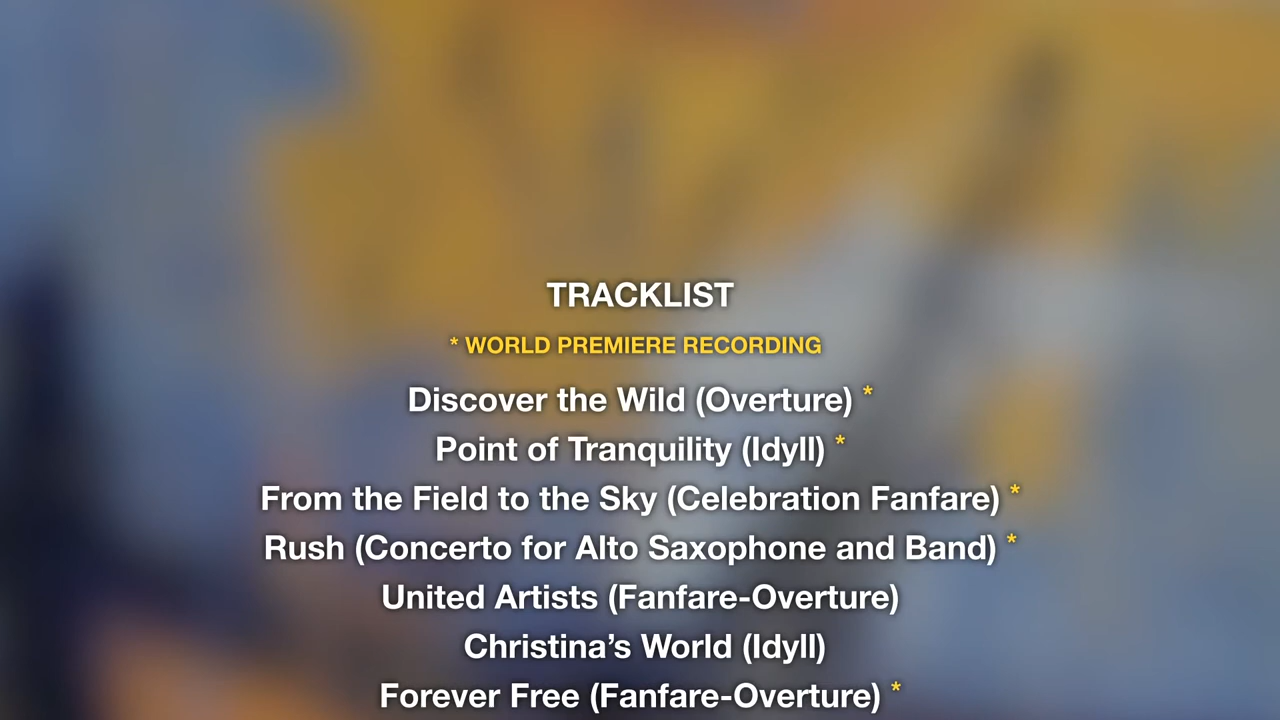 TRACKLIST
* WORLD PREMIERE RECORDING
Discover the Wild (Overture) *
Point of Tranquility (Idyll) *
From the Field to the Sky (Celebration Fanfare) *
Rush (Concerto for Alto Saxophone and Band) *
United Artists (Fanfare-Overture)
Christina’s World (Idyll)
Forever Free (Fanfare-Overture) *